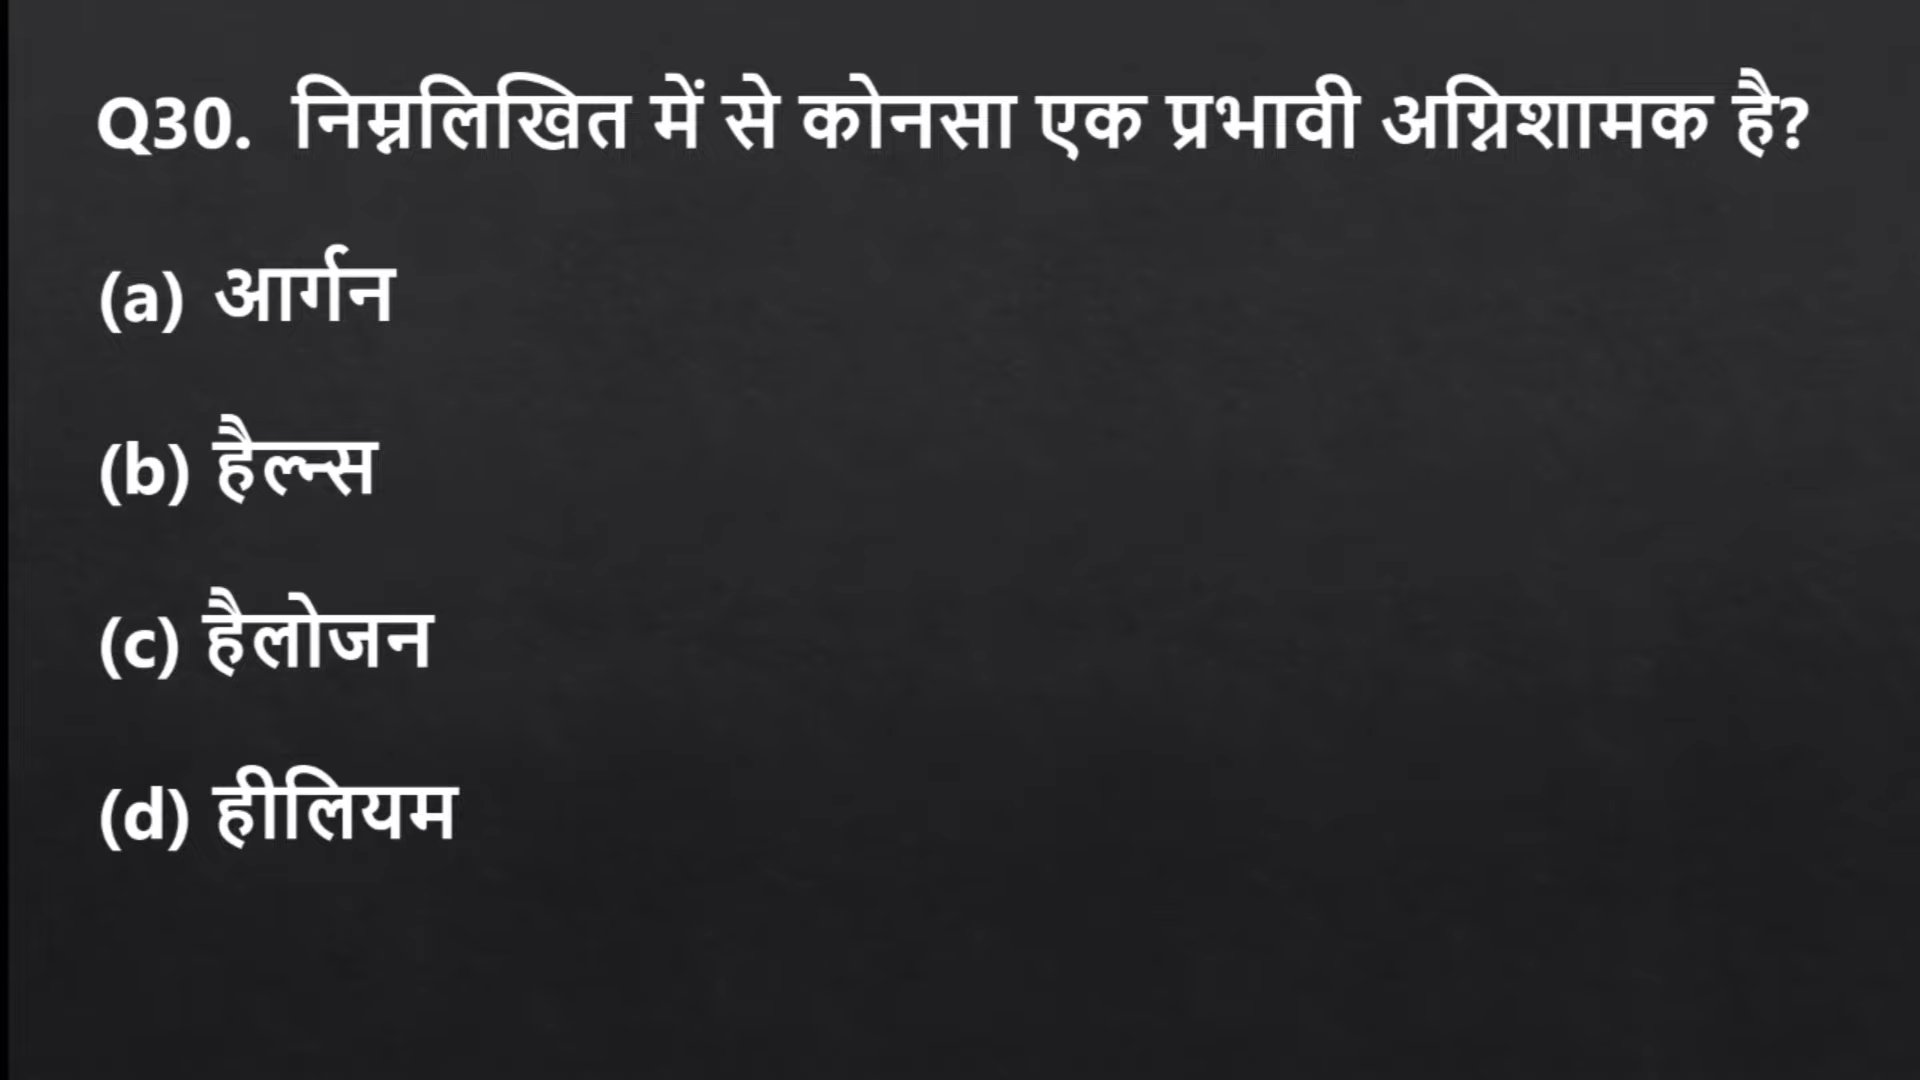 Q30. निम्नलिखित में से कोनसा एक प्रभावी अग्निशामक है?
(a) आर्गन
(b) हैल्न्स
(c) हैलोजन
(d) हीलियम